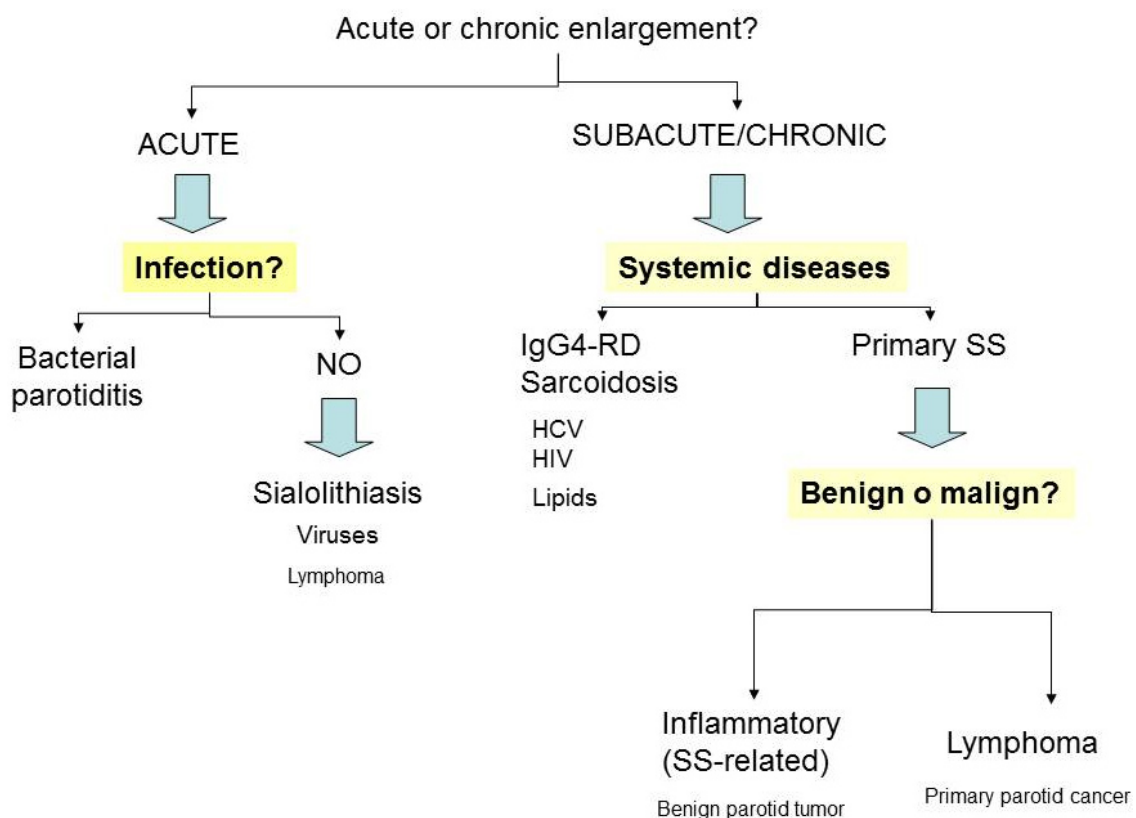 Acute or chronic enlargement?
ACUTE
SUBACUTE/CHRONIC
Infection?
Systemic diseases
Bacterial
parotiditis
NO
IgG4-RD
Sarcoidosis
Primary SS
HCV
HIV
Lipids
Sialolithiasis
Viruses
Lymphoma
Benign o malign?
Inflammatory
(SS-related)
Benign parotid tumor
Lymphoma
Primary parotid cancer